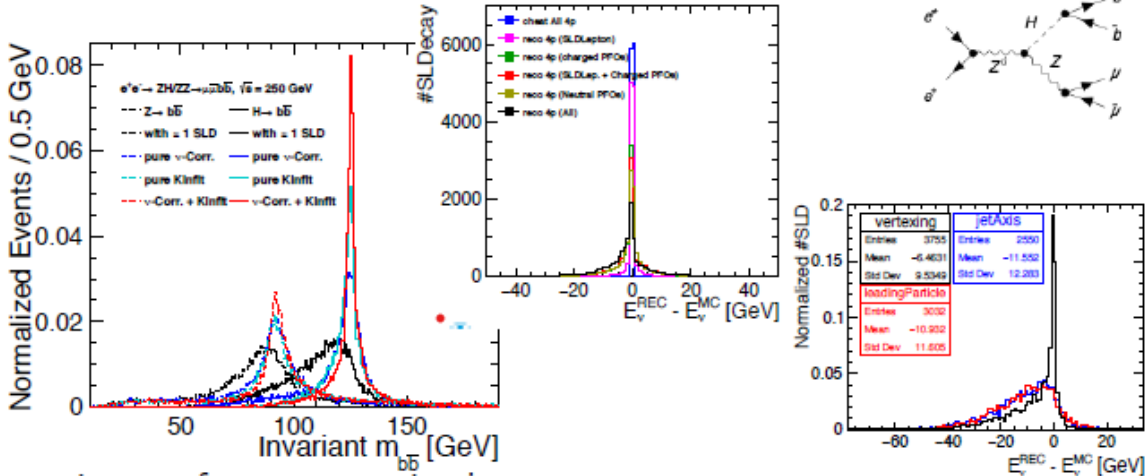 Normalized Events / 0.5 GeV
0.08
0.06
0.04
0.02
0
e⁺e⁻→ ZH/ZZ→μμ̄bb̄, √s = 250 GeV
Z→ bb̄
H→ bb̄
with = 1 SLD
with = 1 SLD
pure ν-Corr.
pure ν-Corr.
pure Kinfit
pure Kinfit
ν-Corr. + Kinfit
ν-Corr. + Kinfit
50
100
150
Invariant m_bb̄ [GeV]
#SLDecay
6000
4000
2000
0
cheat All 4p
reco 4p (SLDLepton)
reco 4p (charged PFOs)
reco 4p (SLDLep. + Charged PFOs)
reco 4p (Neutral PFOs)
reco 4p (All)
−40
−20
0
20
40
E_ν^REC - E_ν^MC [GeV]
H
b̄
Z
Z
μ
μ̄
Normalized #SLD
0.2
0.15
0.1
0.05
0
vertexing
Entries 3755
Mean −6.4631
Std Dev 9.5349
jetAxis
Entries 2550
Mean −11.552
Std Dev 12.283
leadingParticle
Entries 3032
Mean −10.932
Std Dev 11.605
−60
−40
−20
0
20
E_ν^REC - E_ν^MC [GeV]